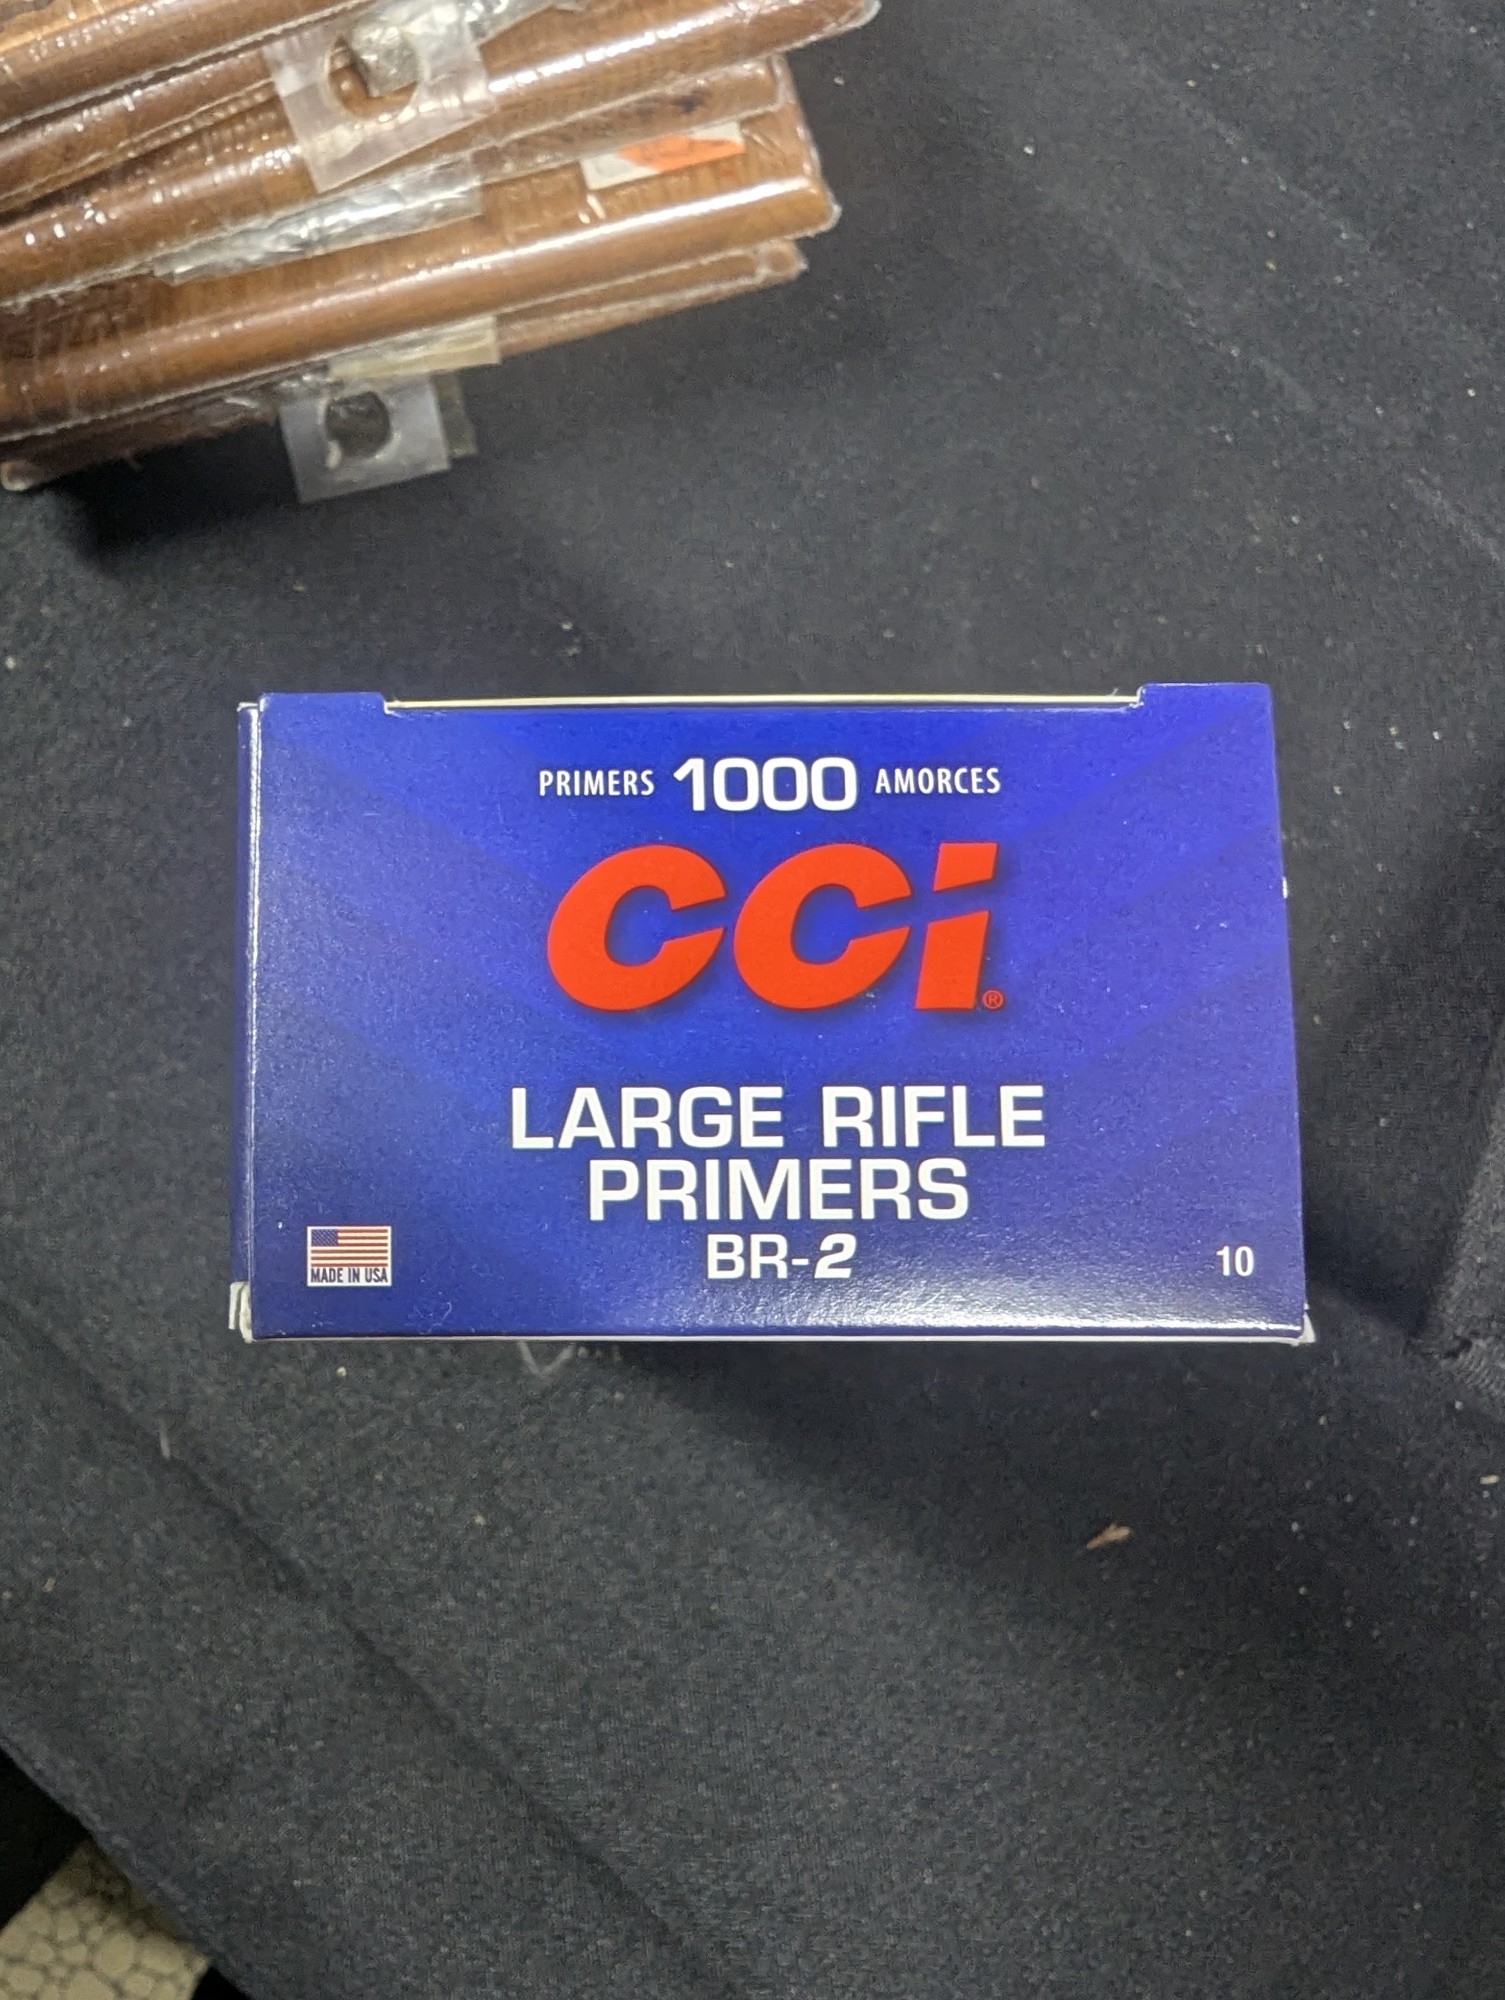 PRIMERS 1000 AMORCES
CCI®
LARGE RIFLE
PRIMERS
BR-2
MADE IN USA
10